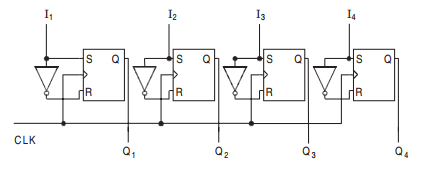 I1 I2 I3 I4
S Q S Q S Q S Q
R R R R
CLK
Q1 Q2 Q3 Q4